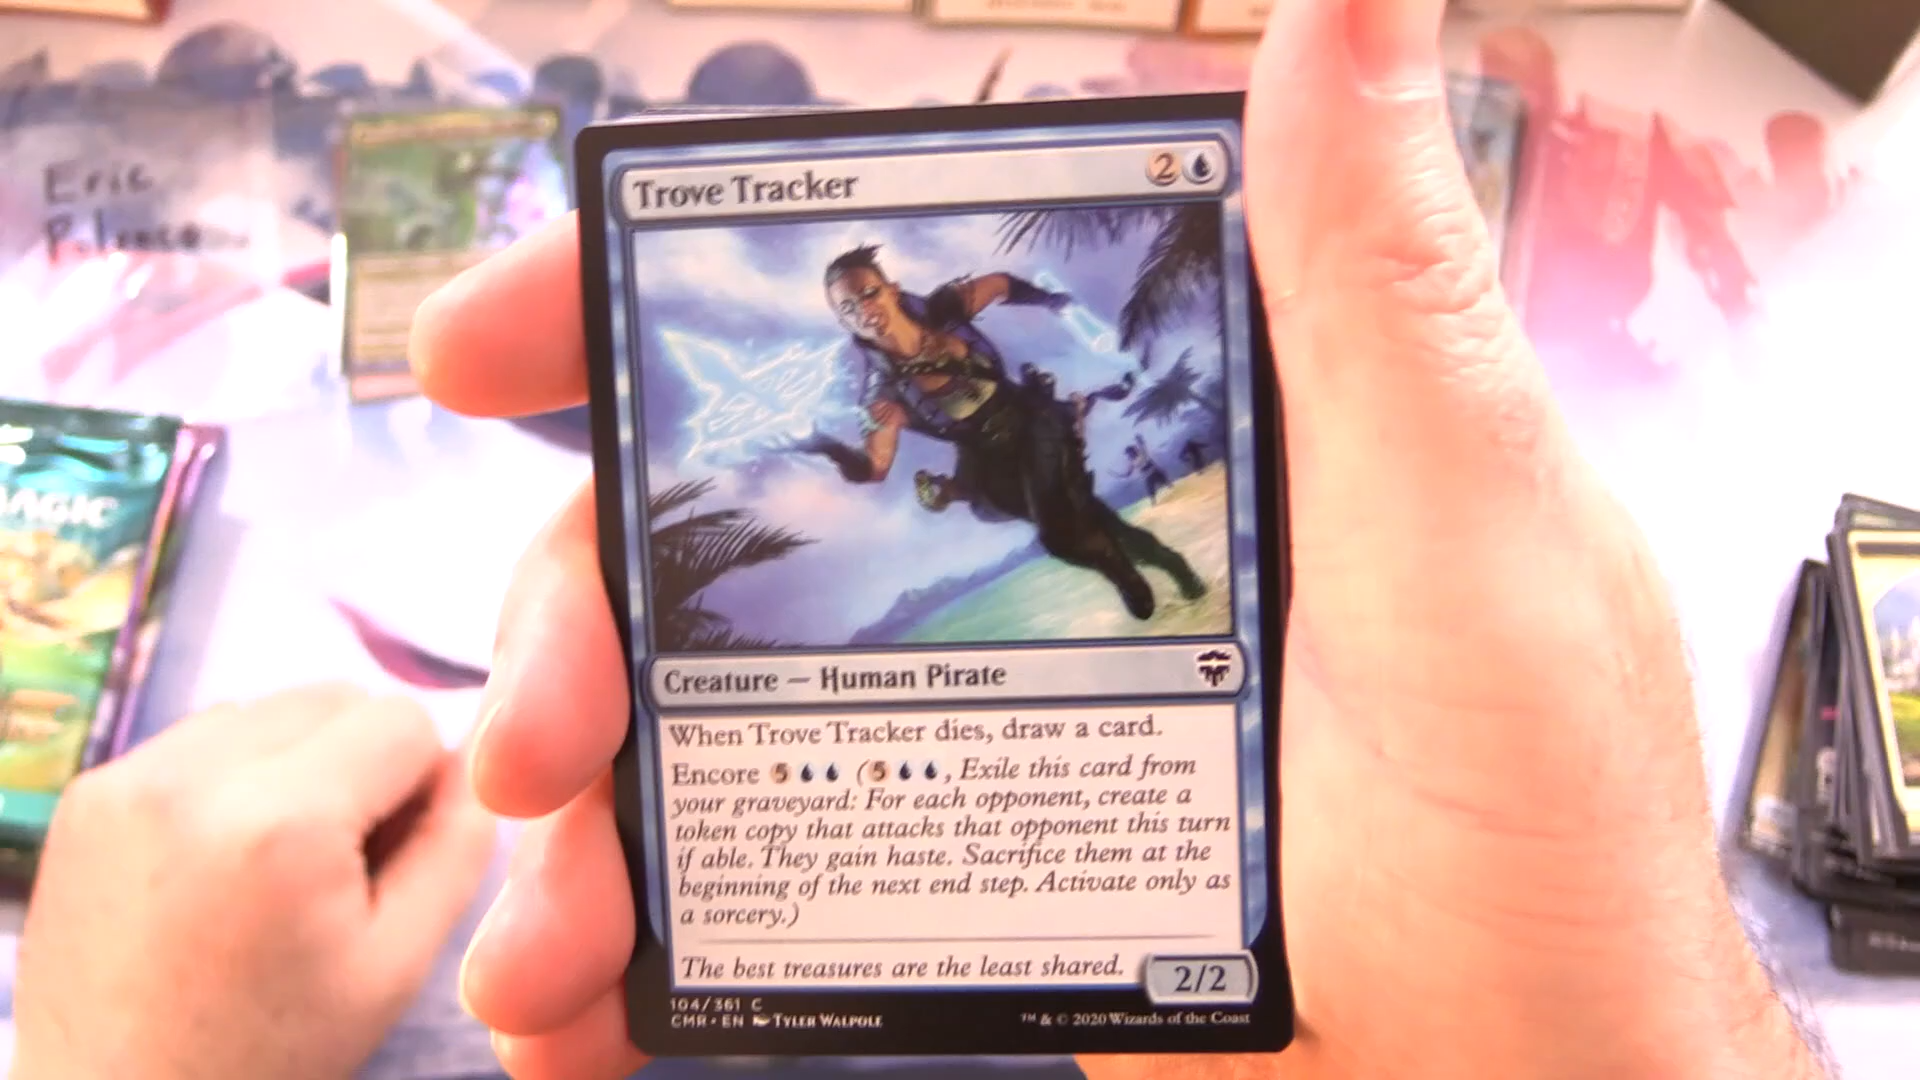 Eric
Trove Tracker
2
MAGIC
Creature — Human Pirate
When Trove Tracker dies, draw a card.
Encore 5 (5 , Exile this card from
your graveyard: For each opponent, create a
token copy that attacks that opponent this turn
if able. They gain haste. Sacrifice them at the
beginning of the next end step. Activate only as
a sorcery.)
The best treasures are the least shared.
2/2
104/361 C
CMR • EN TYLER WALPOLE
™ & © 2020 Wizards of the Coast